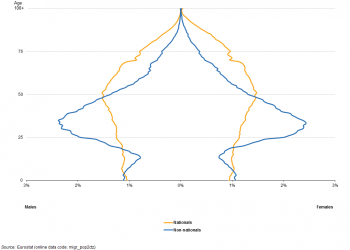 Age
100+
75
50
25
0
3% 2% 1% 0% 1% 2% 3%
Males Females
Nationals
Non-nationals
Source: Eurostat (online data code: migr_pop2ctz)